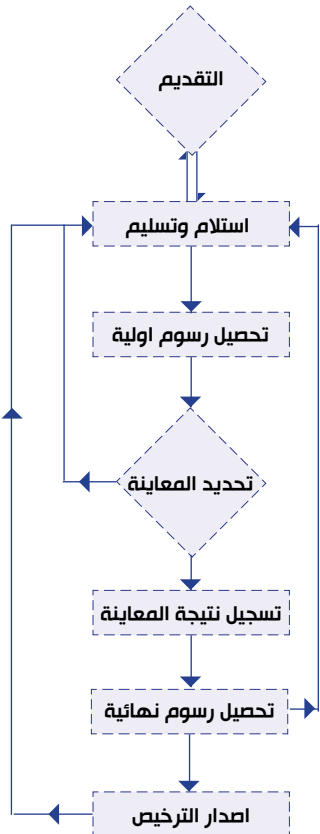 التقديم
استلام وتسليم
تحصيل رسوم اولية
تحديد المعاينة
تسجيل نتيجة المعاينة
تحصيل رسوم نهائية
اصدار الترخيص